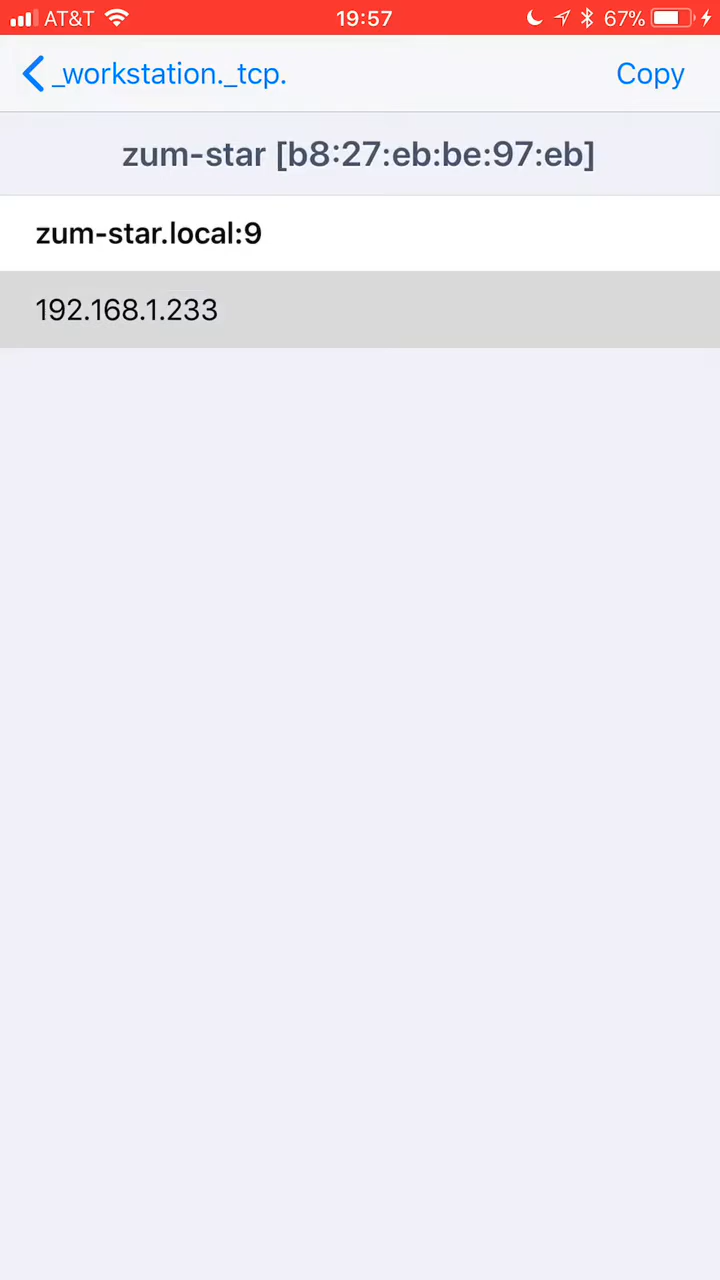 AT&T 19:57 67%
_workstation._tcp. Copy
zum-star [b8:27:eb:be:97:eb]
zum-star.local:9
192.168.1.233